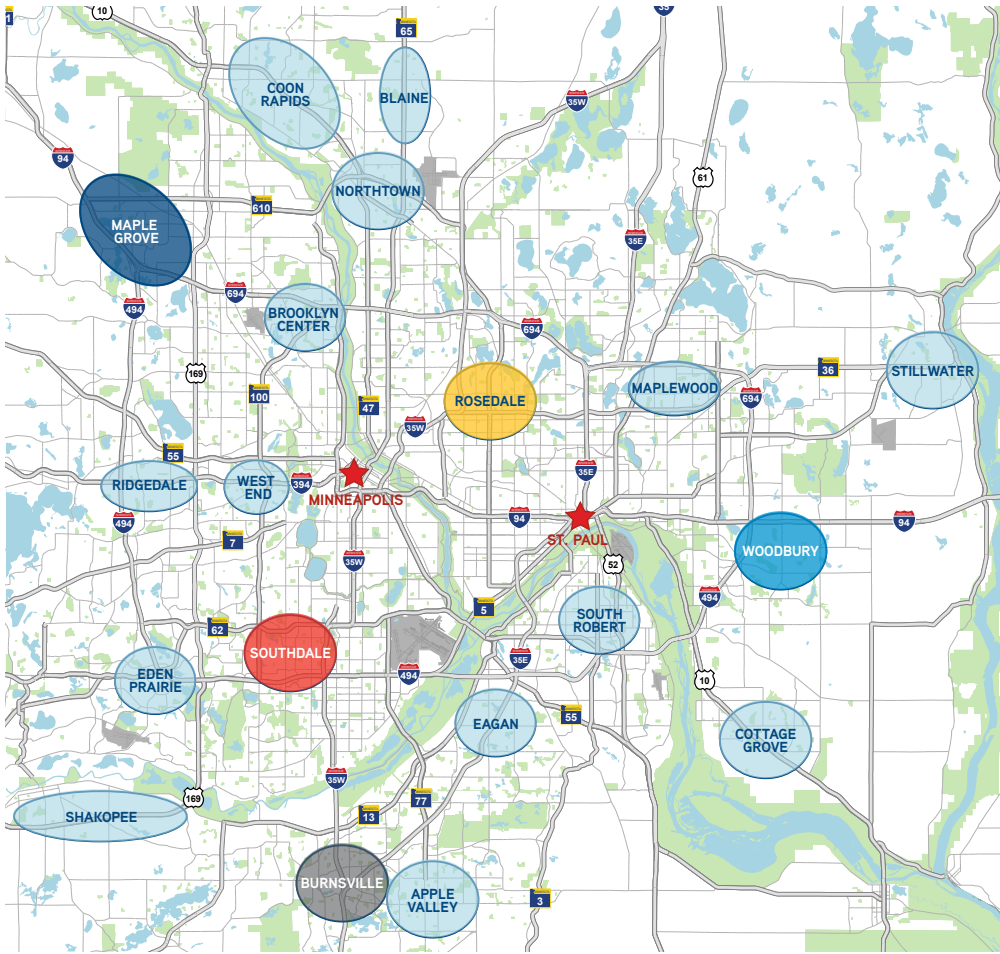 10
65
35
1
COON
RAPIDS
BLAINE
35W
94
61
NORTHTOWN
610
MAPLE
GROVE
35E
694
494
BROOKLYN
CENTER
694
169
36
STILLWATER
100
MAPLEWOOD
694
47
ROSEDALE
35W
55
35E
RIDGEDALE
WEST
END
394
MINNEAPOLIS
494
94
94
7
ST. PAUL
WOODBURY
35W
52
494
5
SOUTH
ROBERT
62
SOUTHDALE
35E
494
EDEN
PRAIRIE
10
55
EAGAN
COTTAGE
GROVE
35W
169
77
13
SHAKOPEE
BURNSVILLE
APPLE
VALLEY
3